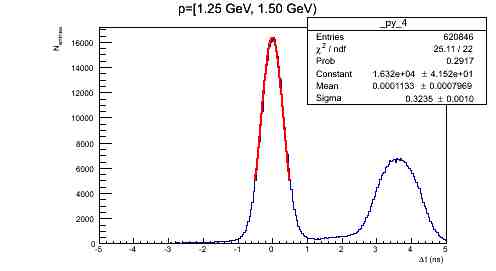 p=[1.25 GeV, 1.50 GeV)
_py_4
Entries 620846
χ² / ndf 25.11 / 22
Prob 0.2917
Constant 1.632e+04 ± 4.152e+01
Mean 0.0001133 ± 0.0007969
Sigma 0.3235 ± 0.0010
N entries
16000
14000
12000
10000
8000
6000
4000
2000
0
-5 -4 -3 -2 -1 0 1 2 3 4 5
Δt (ns)